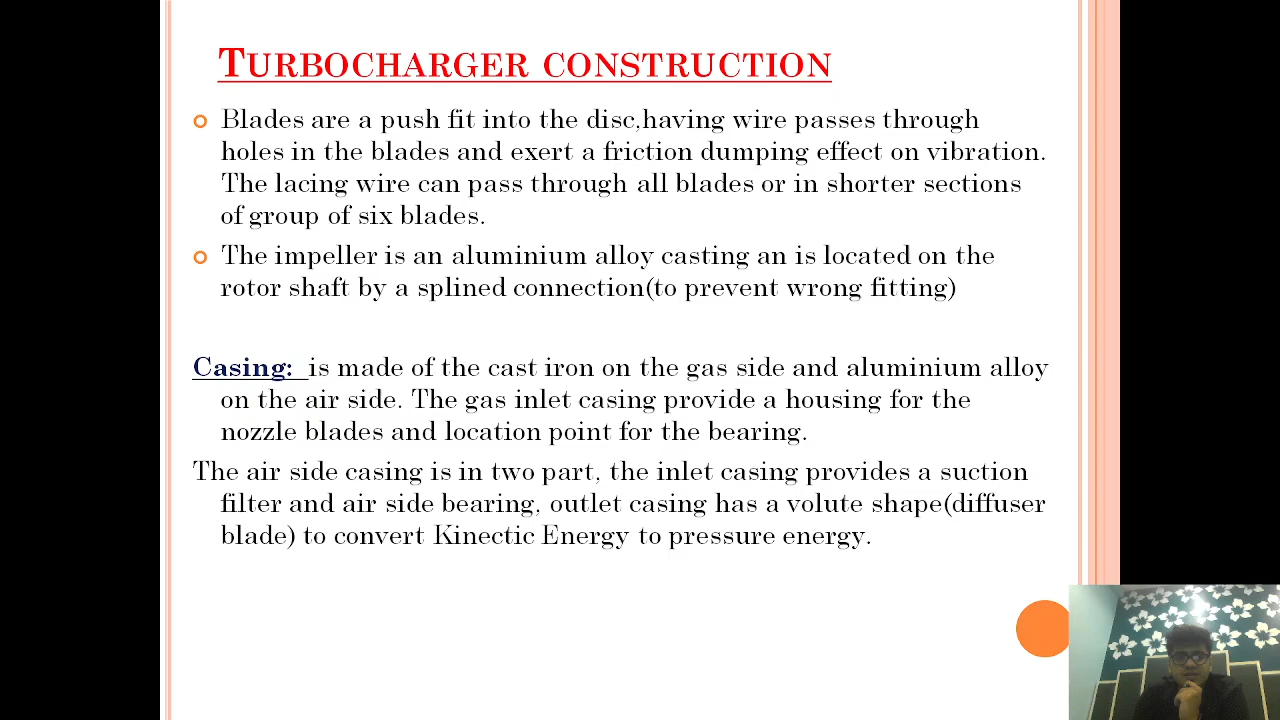 TURBOCHARGER CONSTRUCTION
Blades are a push fit into the disc,having wire passes through
holes in the blades and exert a friction dumping effect on vibration.
The lacing wire can pass through all blades or in shorter sections
of group of six blades.
The impeller is an aluminium alloy casting an is located on the
rotor shaft by a splined connection(to prevent wrong fitting)
Casing: is made of the cast iron on the gas side and aluminium alloy
on the air side. The gas inlet casing provide a housing for the
nozzle blades and location point for the bearing.
The air side casing is in two part, the inlet casing provides a suction
filter and air side bearing, outlet casing has a volute shape(diffuser
blade) to convert Kinectic Energy to pressure energy.